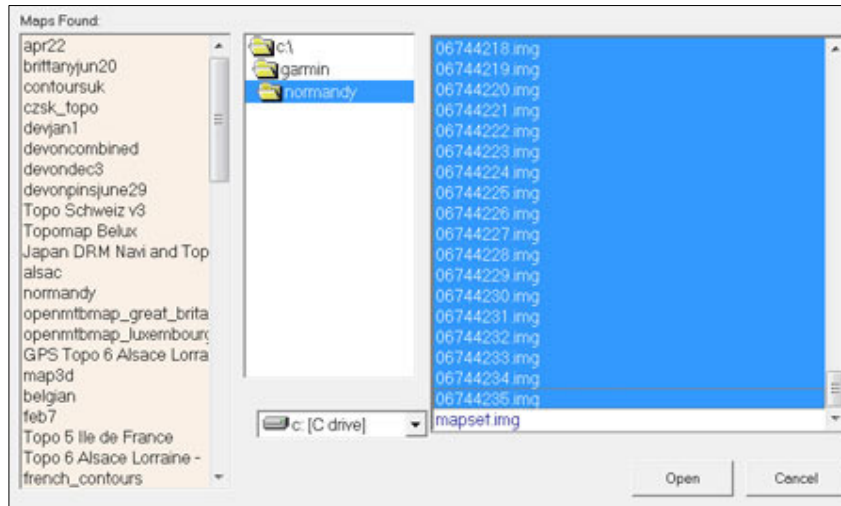 Maps Found:
apr22
brittanyjun20
contoursuk
czsk_topo
devjan1
devoncombined
devondec3
devonpinsjune29
Topo Schweiz v3
Topomap Belux
Japan DRM Navi and Top
alsac
normandy
openmtbmap_great_brita
openmtbmap_luxembourg
GPS Topo 6 Alsace Lorra
map3d
belgian
feb7
Topo 5 Ile de France
Topo 6 Alsace Lorraine -
french_contours
c:\
garmin
normandy
c: [C drive]
06744218.img
06744219.img
06744220.img
06744221.img
06744222.img
06744223.img
06744224.img
06744225.img
06744226.img
06744227.img
06744228.img
06744229.img
06744230.img
06744231.img
06744232.img
06744233.img
06744234.img
06744235.img
mapset.img
Open
Cancel